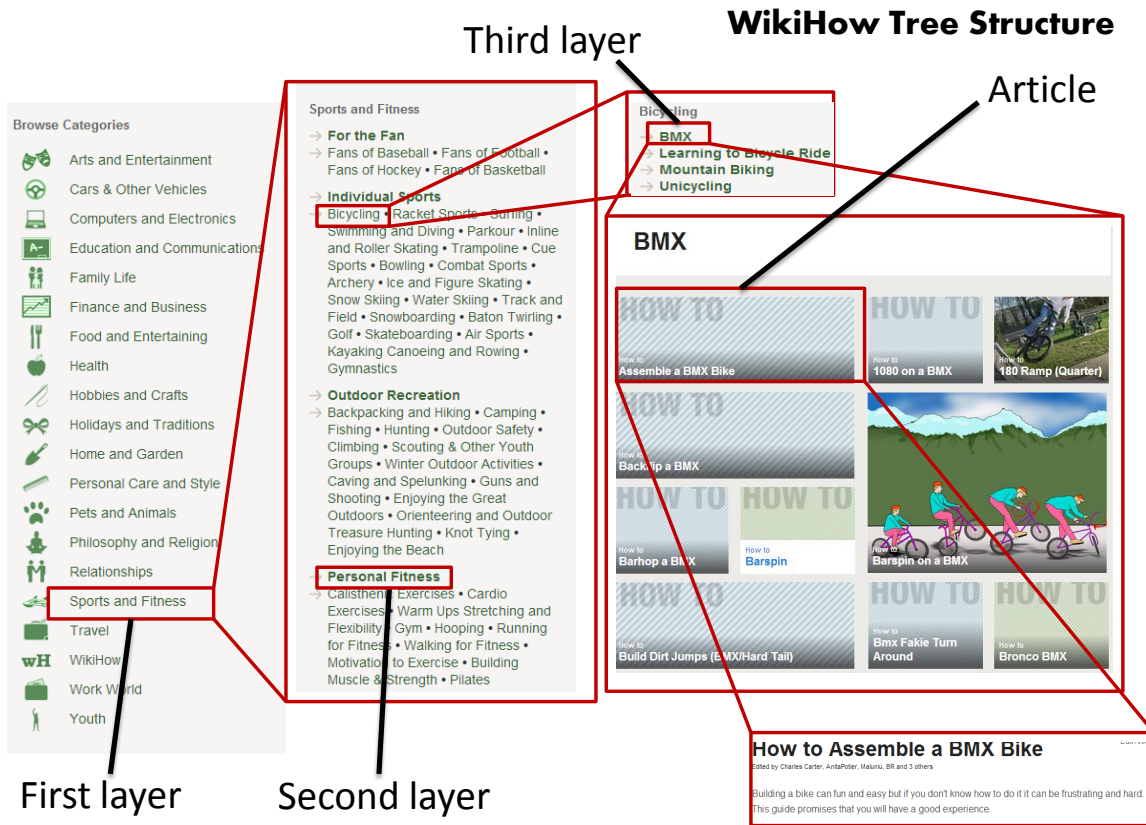 WikiHow Tree Structure
Third layer
Article
Browse Categories
Arts and Entertainment
Cars & Other Vehicles
Computers and Electronics
A-
Education and Communications
Family Life
Finance and Business
Food and Entertaining
Health
Hobbies and Crafts
Holidays and Traditions
Home and Garden
Personal Care and Style
Pets and Animals
Philosophy and Religion
Relationships
Sports and Fitness
Travel
wH WikiHow
Work World
Youth
First layer
Sports and Fitness
→ For the Fan
→ Fans of Baseball • Fans of Football •
Fans of Hockey • Fans of Basketball
→ Individual Sports
→ Bicycling • Racket Sports • Surfing •
Swimming and Diving • Parkour • Inline
and Roller Skating • Trampoline • Cue
Sports • Bowling • Combat Sports •
Archery • Ice and Figure Skating •
Snow Skiing • Water Skiing • Track and
Field • Snowboarding • Baton Twirling •
Golf • Skateboarding • Air Sports •
Kayaking Canoeing and Rowing •
Gymnastics
→ Outdoor Recreation
→ Backpacking and Hiking • Camping •
Fishing • Hunting • Outdoor Safety •
Climbing • Scouting & Other Youth
Groups • Winter Outdoor Activities •
Caving and Spelunking • Guns and
Shooting • Enjoying the Great
Outdoors • Orienteering and Outdoor
Treasure Hunting • Knot Tying •
Enjoying the Beach
→ Personal Fitness
→ Calisthenic Exercises • Cardio
Exercises • Warm Ups Stretching and
Flexibility • Gym • Hooping • Running
for Fitness • Walking for Fitness •
Motivation to Exercise • Building
Muscle & Strength • Pilates
Second layer
Bicycling
→ BMX
→ Learning to Bicycle Ride
→ Mountain Biking
→ Unicycling
BMX
HOW TO
How to
Assemble a BMX Bike
HOW TO
How to
1080 on a BMX
How to
180 Ramp (Quarter)
HOW TO
How to
Backflip a BMX
HOW TO
How to
Barhop a BMX
HOW TO
How to
Barspin
How to
Barspin on a BMX
HOW TO
How to
Build Dirt Jumps (BMX/Hard Tail)
HOW TO
How to
Bmx Fakie Turn
Around
HOW TO
How to
Bronco BMX
How to Assemble a BMX Bike
Edited by Charles Carter, AnitaPotler, Maluniu, BR and 3 others
Building a bike can fun and easy but if you don't know how to do it it can be frustrating and hard.
This guide promises that you will have a good experience.